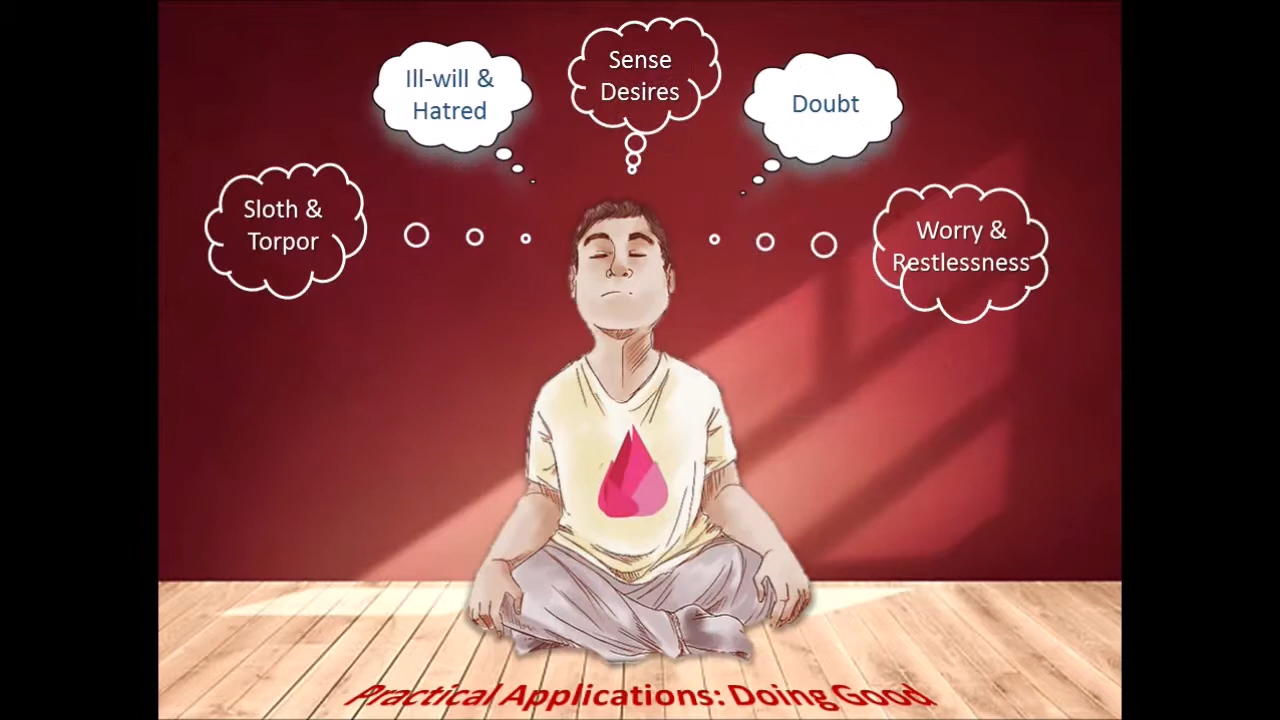 Sense
Desires
Ill-will &
Hatred
Doubt
Sloth &
Torpor
Worry &
Restlessness
Practical Applications: Doing Good